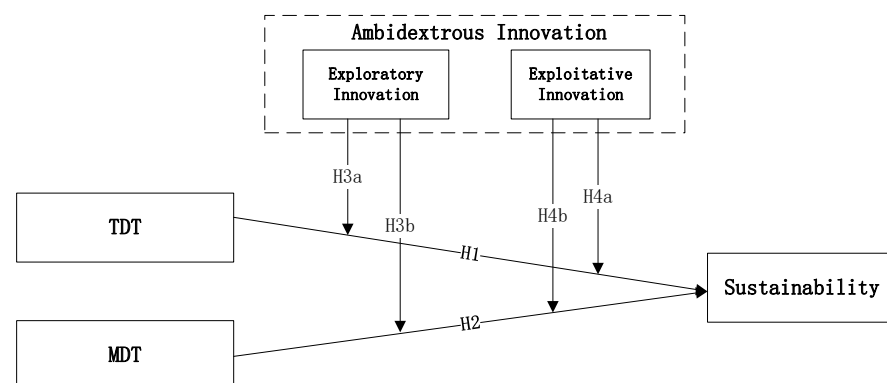 Ambidextrous Innovation
Exploratory
Innovation
Exploitative
Innovation
H3a
H3b
H4b
H4a
TDT
H1
Sustainability
H2
MDT